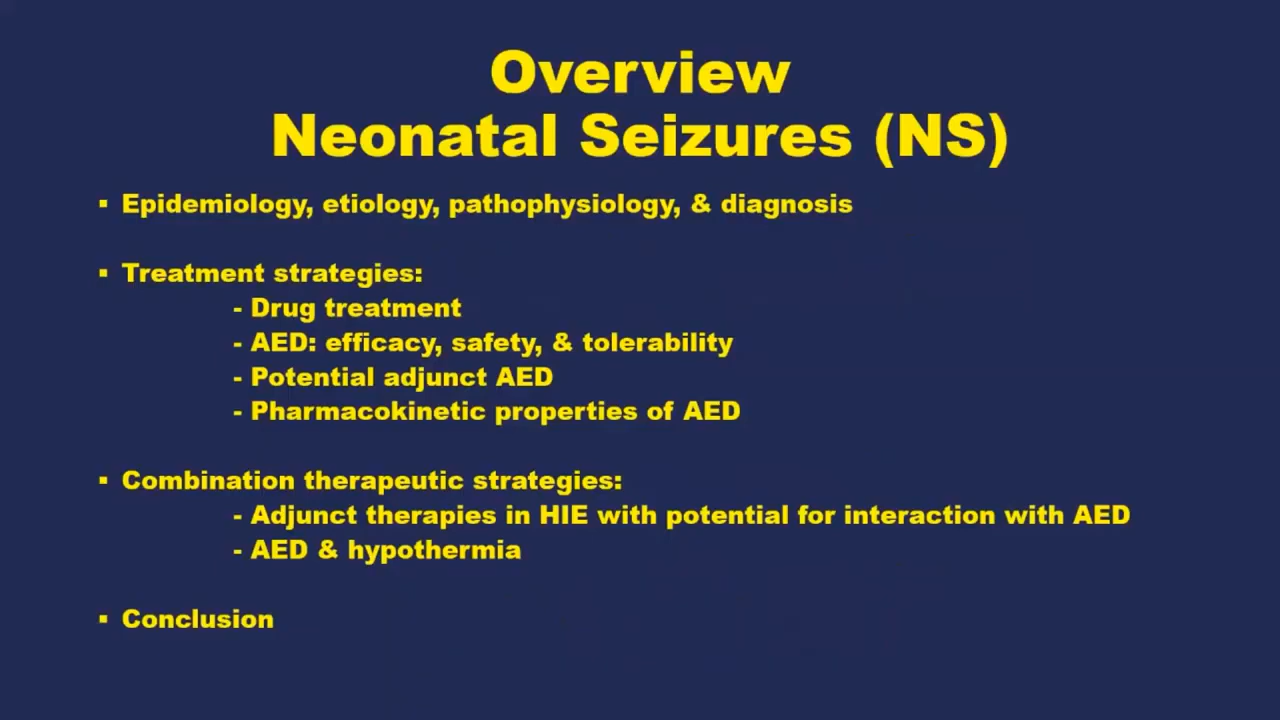 Overview
Neonatal Seizures (NS)
▪ Epidemiology, etiology, pathophysiology, & diagnosis
▪ Treatment strategies:
- Drug treatment
- AED: efficacy, safety, & tolerability
- Potential adjunct AED
- Pharmacokinetic properties of AED
▪ Combination therapeutic strategies:
- Adjunct therapies in HIE with potential for interaction with AED
- AED & hypothermia
▪ Conclusion